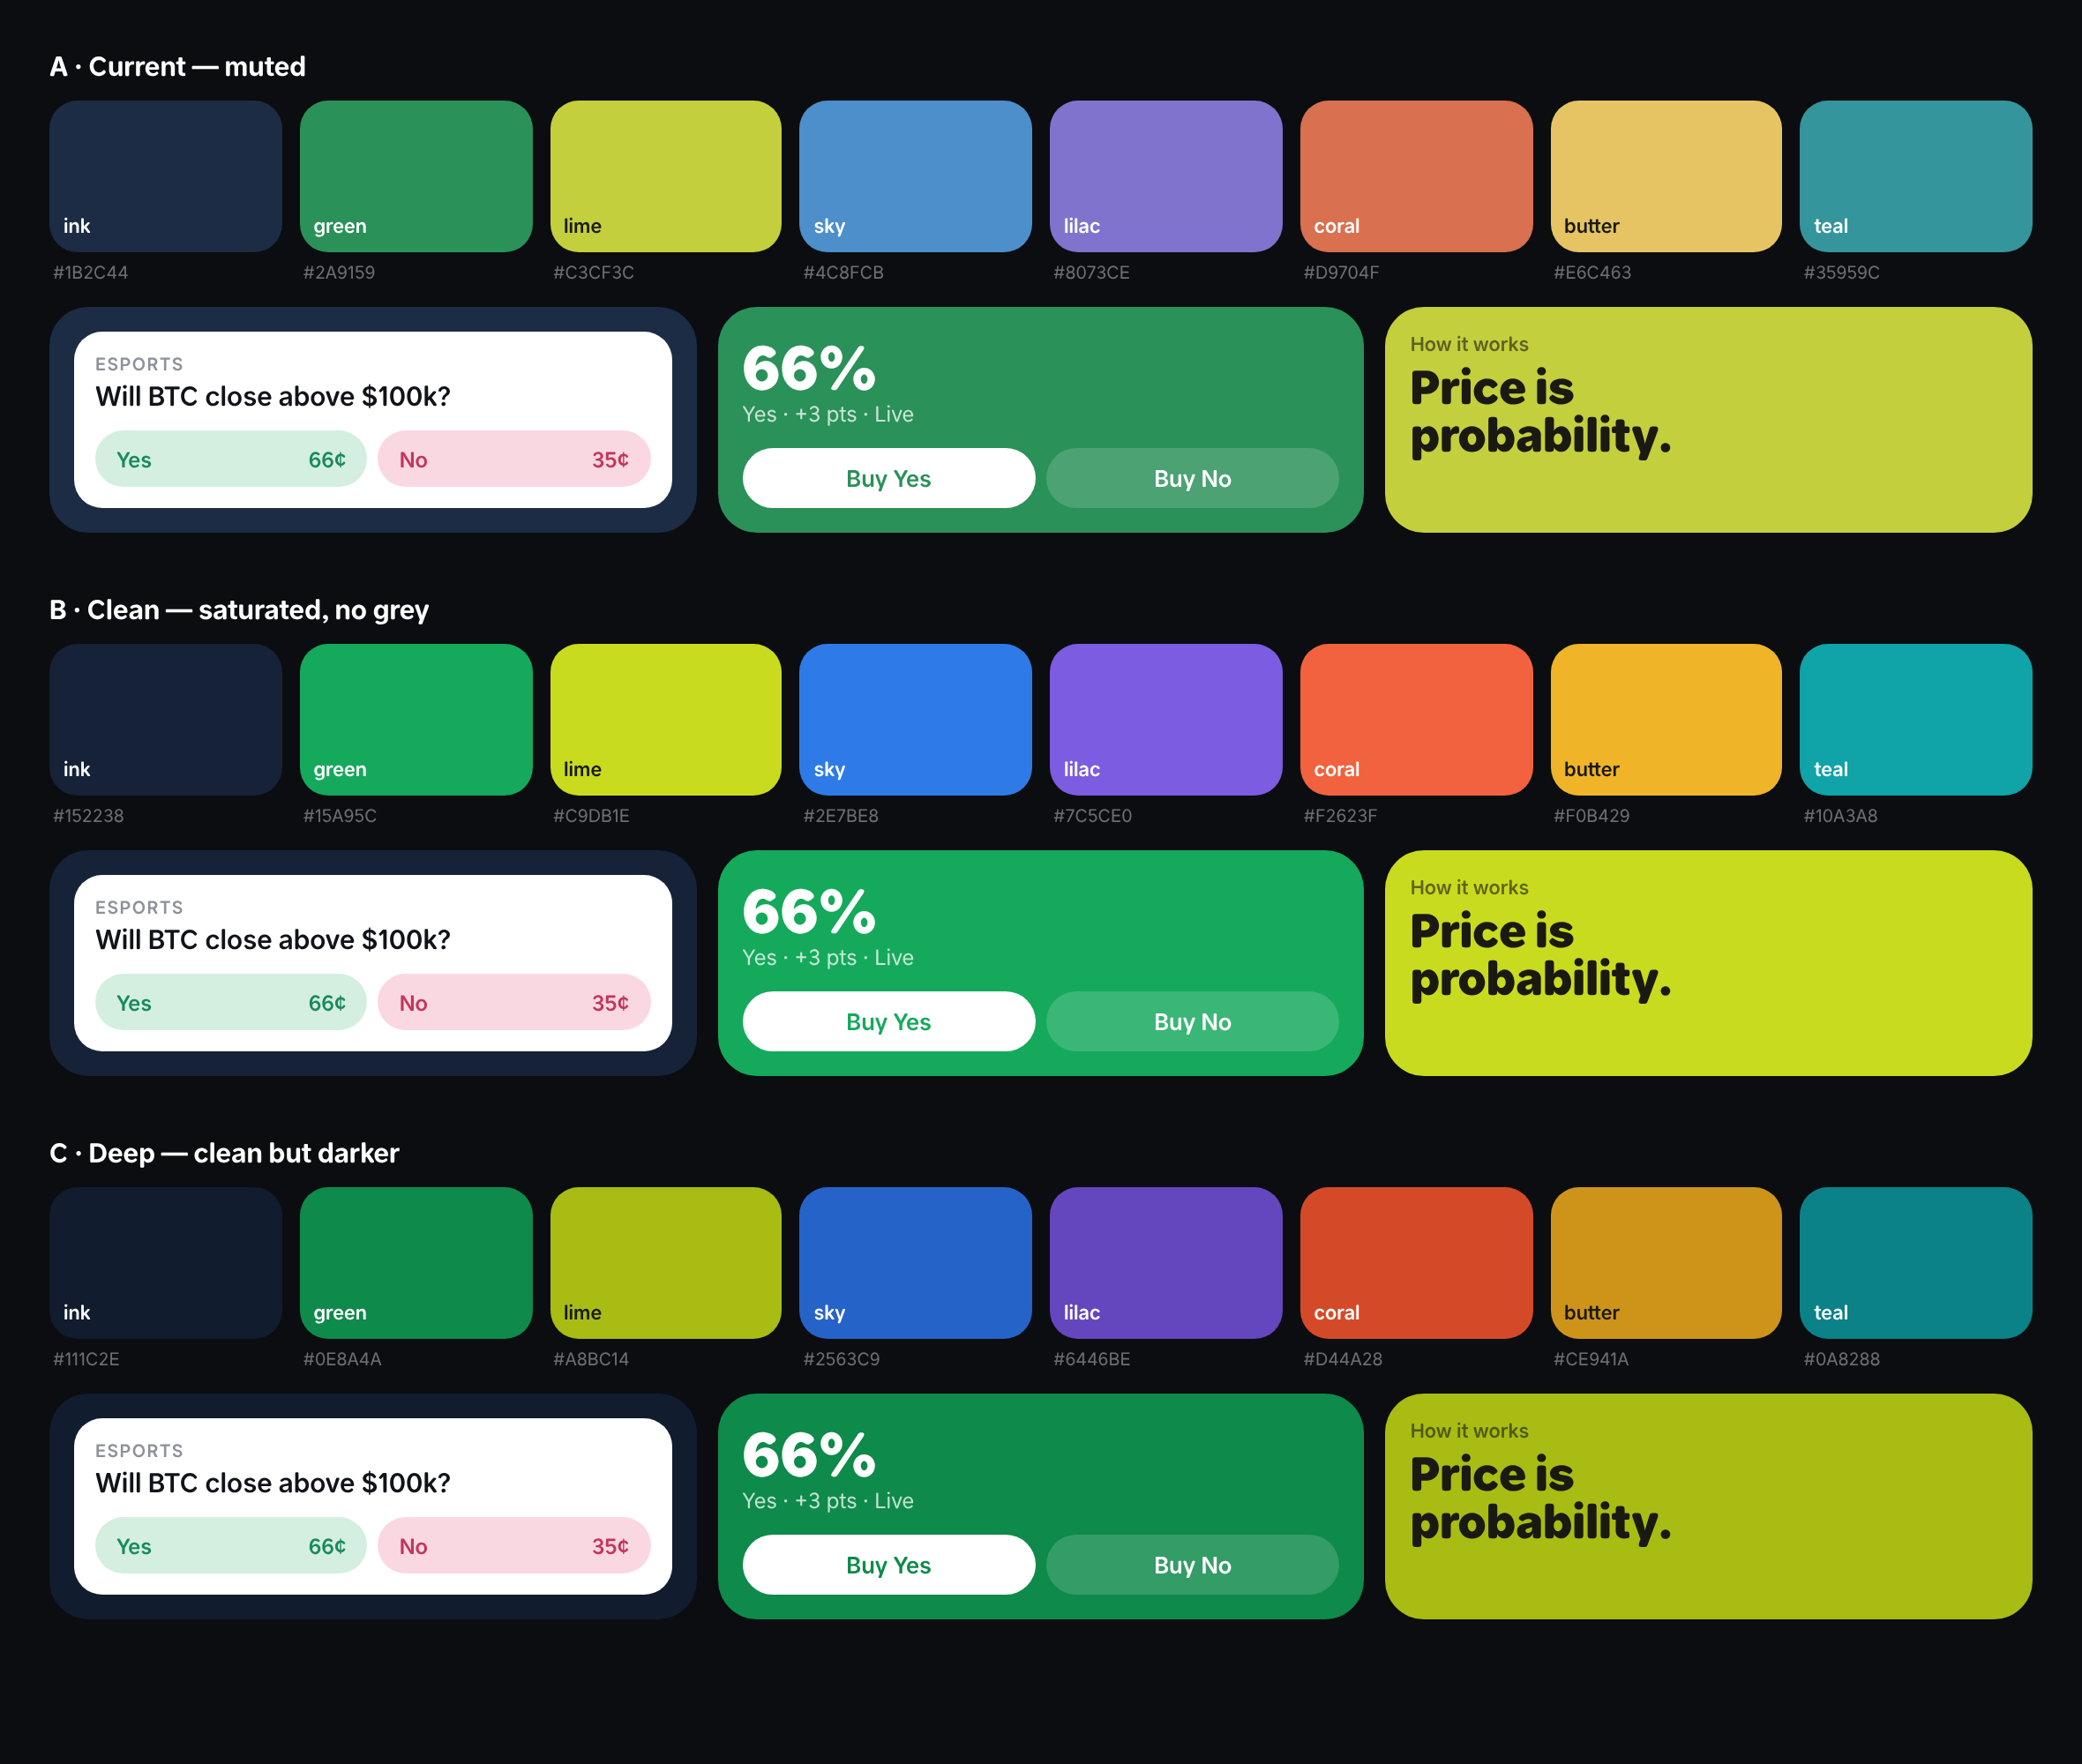 A · Current — muted
ink
green
lime
sky
lilac
coral
butter
teal
#1B2C44
#2A9159
#C3CF3C
#4C8FCB
#8073CE
#D9704F
#E6C463
#35959C
ESPORTS
Will BTC close above $100k?
Yes 66¢
No 35¢
66%
Yes · +3 pts · Live
Buy Yes
Buy No
How it works
Price is
probability.
B · Clean — saturated, no grey
ink
green
lime
sky
lilac
coral
butter
teal
#152238
#15A95C
#C9DB1E
#2E7BE8
#7C5CE0
#F2623F
#F0B429
#10A3A8
ESPORTS
Will BTC close above $100k?
Yes 66¢
No 35¢
66%
Yes · +3 pts · Live
Buy Yes
Buy No
How it works
Price is
probability.
C · Deep — clean but darker
ink
green
lime
sky
lilac
coral
butter
teal
#111C2E
#0E8A4A
#A8BC14
#2563C9
#6446BE
#D44A28
#CE941A
#0A8288
ESPORTS
Will BTC close above $100k?
Yes 66¢
No 35¢
66%
Yes · +3 pts · Live
Buy Yes
Buy No
How it works
Price is
probability.